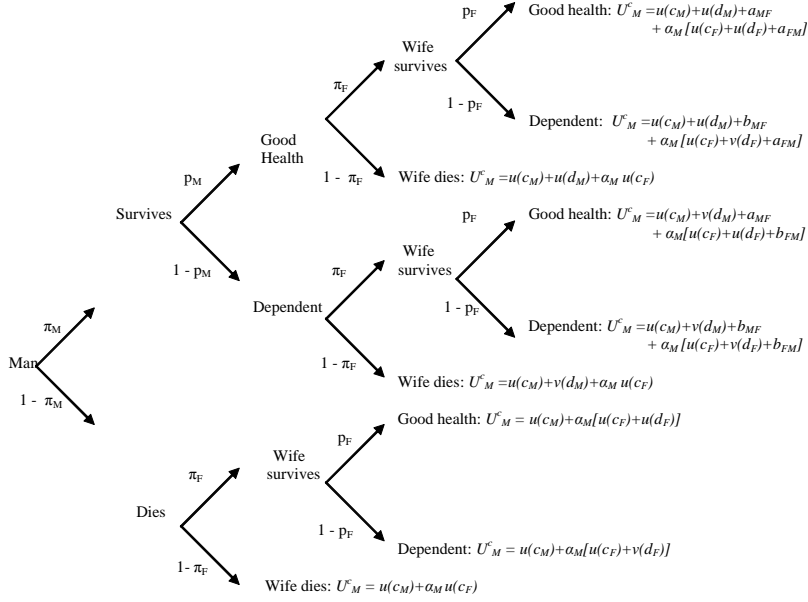 p_F
Good health: U^c_M =u(c_M)+u(d_M)+a_MF
+ α_M[u(c_F)+u(d_F)+a_FM]
Wife
survives
π_F
1 - p_F
Dependent: U^c_M =u(c_M)+u(d_M)+b_MF
+ α_M[u(c_F)+v(d_F)+a_FM]
Good
Health
p_M
1 - π_F
Wife dies: U^c_M =u(c_M)+u(d_M)+α_M u(c_F)
Survives
p_F
Good health: U^c_M =u(c_M)+v(d_M)+a_MF
+ α_M[u(c_F)+u(d_F)+b_FM]
Wife
survives
1 - p_M
π_F
1 - p_F
Dependent
Dependent: U^c_M =u(c_M)+v(d_M)+b_MF
+ α_M[u(c_F)+v(d_F)+b_FM]
π_M
Man
1 - π_F
Wife dies: U^c_M =u(c_M)+v(d_M)+α_M u(c_F)
1 - π_M
Good health: U^c_M = u(c_M)+α_M[u(c_F)+u(d_F)]
p_F
Wife
survives
π_F
Dies
1 - p_F
Dependent: U^c_M = u(c_M)+α_M[u(c_F)+v(d_F)]
1- π_F
Wife dies: U^c_M = u(c_M)+α_M u(c_F)